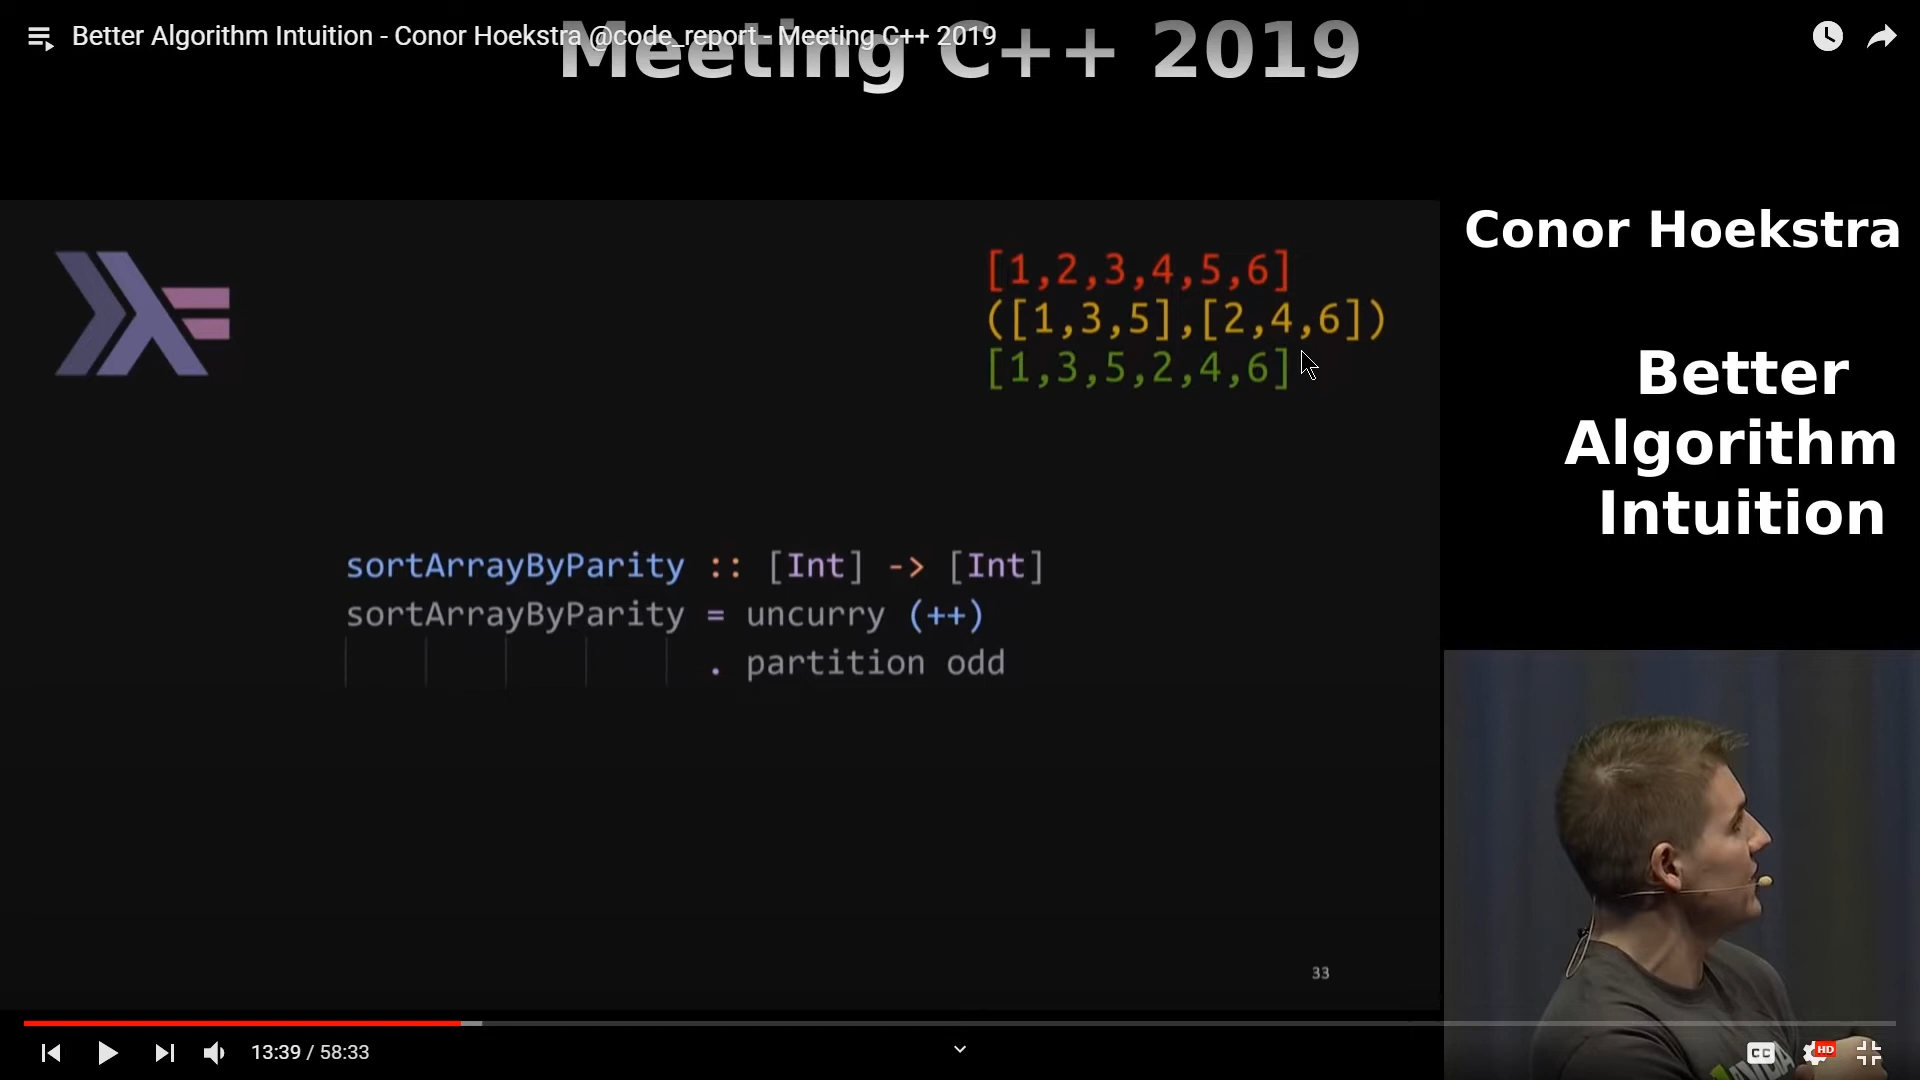 Better Algorithm Intuition - Conor Hoekstra @code_report - Meeting C++ 2019
Meeting C++ 2019
[1,2,3,4,5,6]
([1,3,5],[2,4,6])
[1,3,5,2,4,6]
sortArrayByParity :: [Int] -> [Int]
sortArrayByParity = uncurry (++)
. partition odd
33
Conor Hoekstra
Better
Algorithm
Intuition
13:39 / 58:33
CC
HD